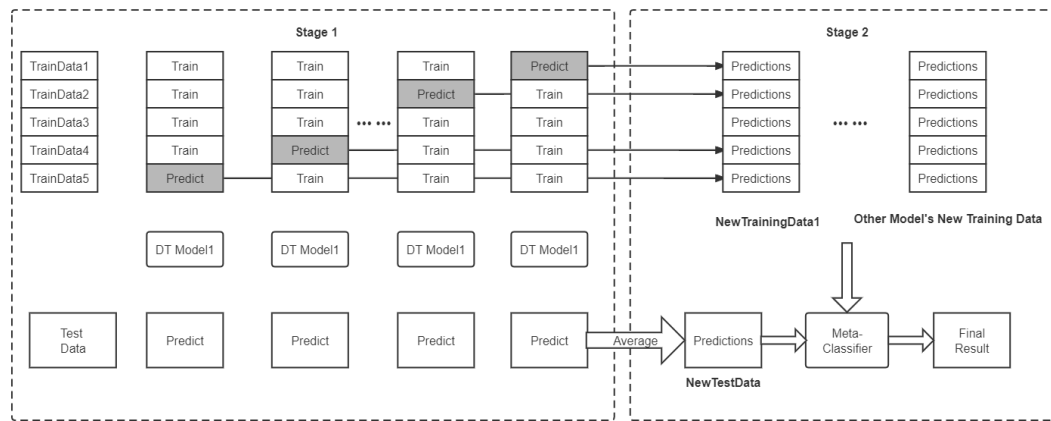 Stage 1
Stage 2
TrainData1 Train Train Train Predict Predictions Predictions
TrainData2 Train Train Predict Train Predictions Predictions
TrainData3 Train Train ... ... Train Train Predictions ... ... Predictions
TrainData4 Train Predict Train Train Predictions Predictions
TrainData5 Predict Train Train Train Predictions Predictions
NewTrainingData1 Other Model's New Training Data
DT Model1 DT Model1 DT Model1 DT Model1
Test
Data
Predict Predict Predict Predict Average Predictions
Meta-
Classifier
Final
Result
NewTestData